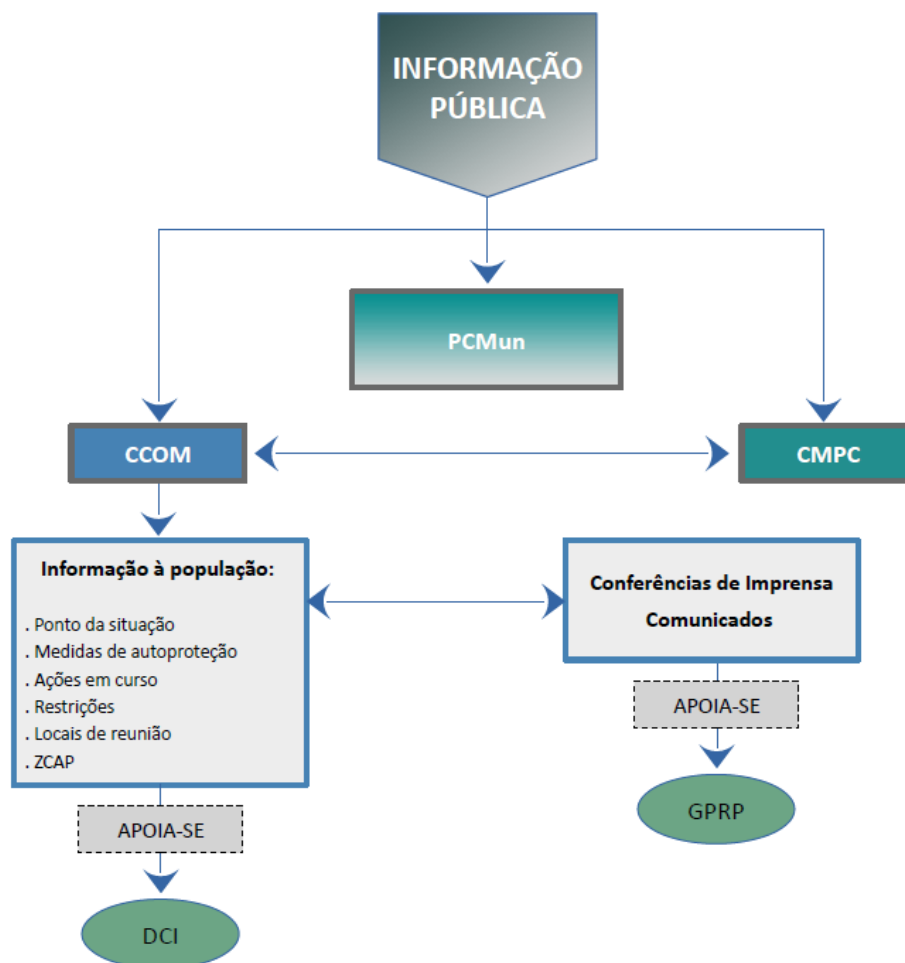 INFORMAÇÃO
PÚBLICA
PCMun
CCOM
CMPC
Informação à população:
. Ponto da situação
. Medidas de autoproteção
. Ações em curso
. Restrições
. Locais de reunião
. ZCAP
Conferências de Imprensa
Comunicados
APOIA-SE
GPRP
APOIA-SE
DCI